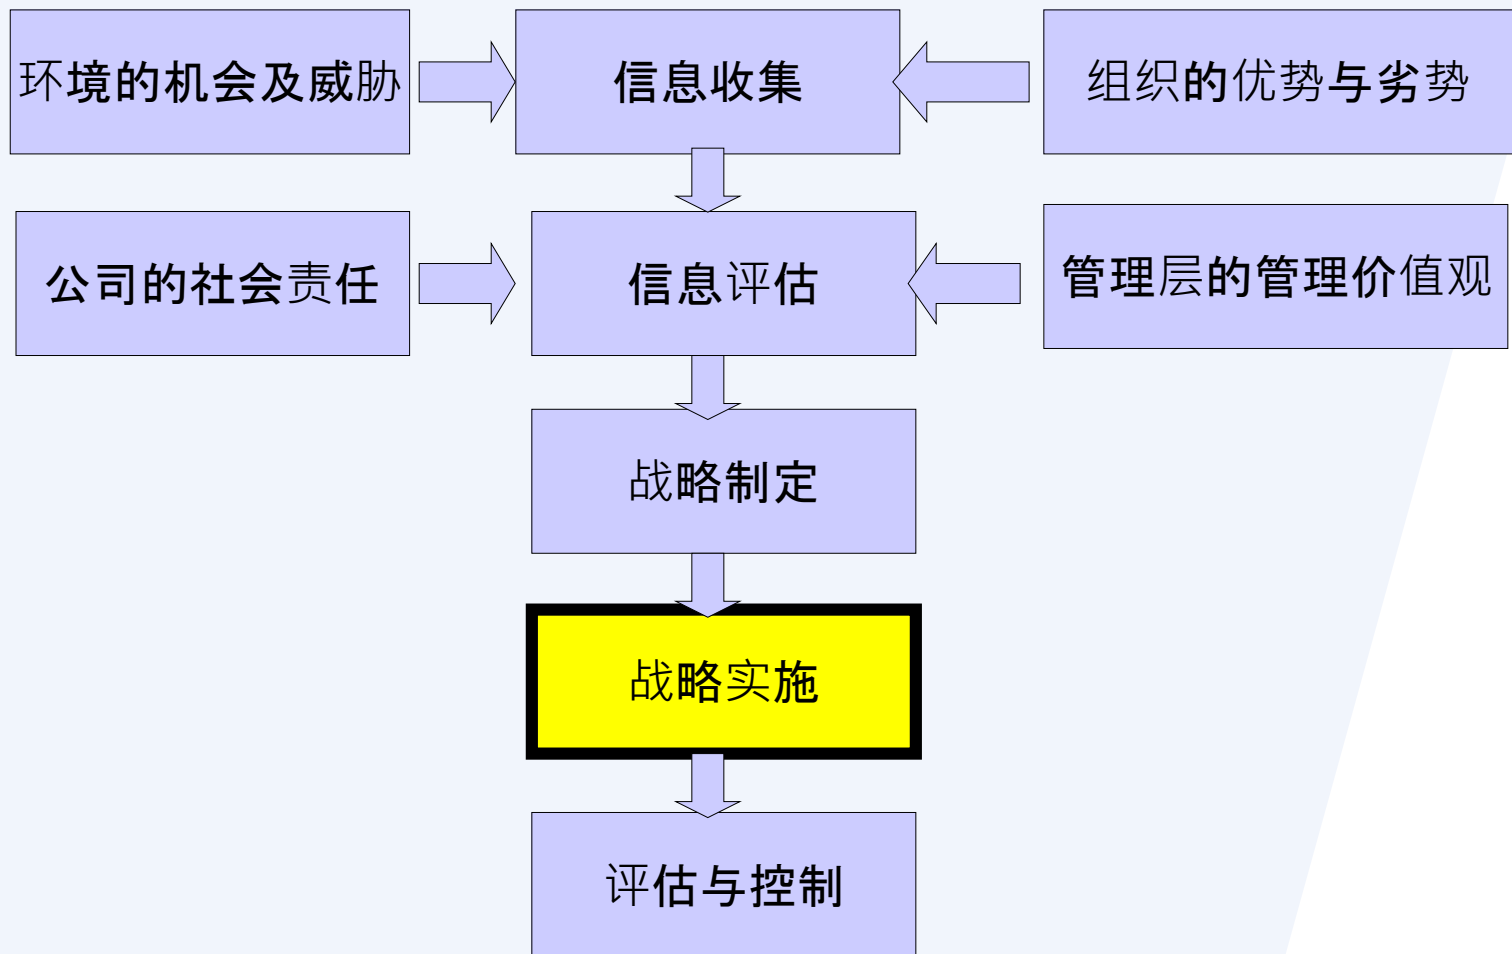 环境的机会及威胁
信息收集
组织的优势与劣势
公司的社会责任
信息评估
管理层的管理价值观
战略制定
战略实施
评估与控制